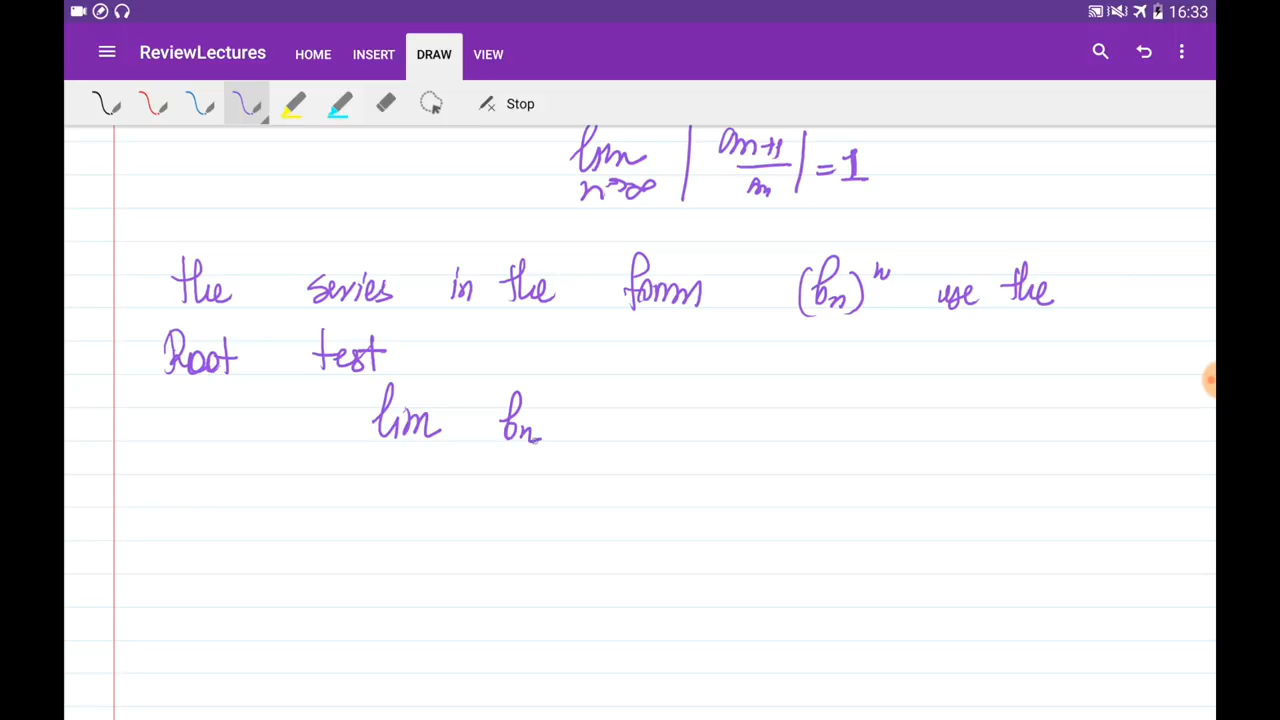 16:33
ReviewLectures HOME INSERT DRAW VIEW
Stop
lim n→∞ | an+1 / an | = 1
the series in the form (bn)^n use the
Root test
lim bn